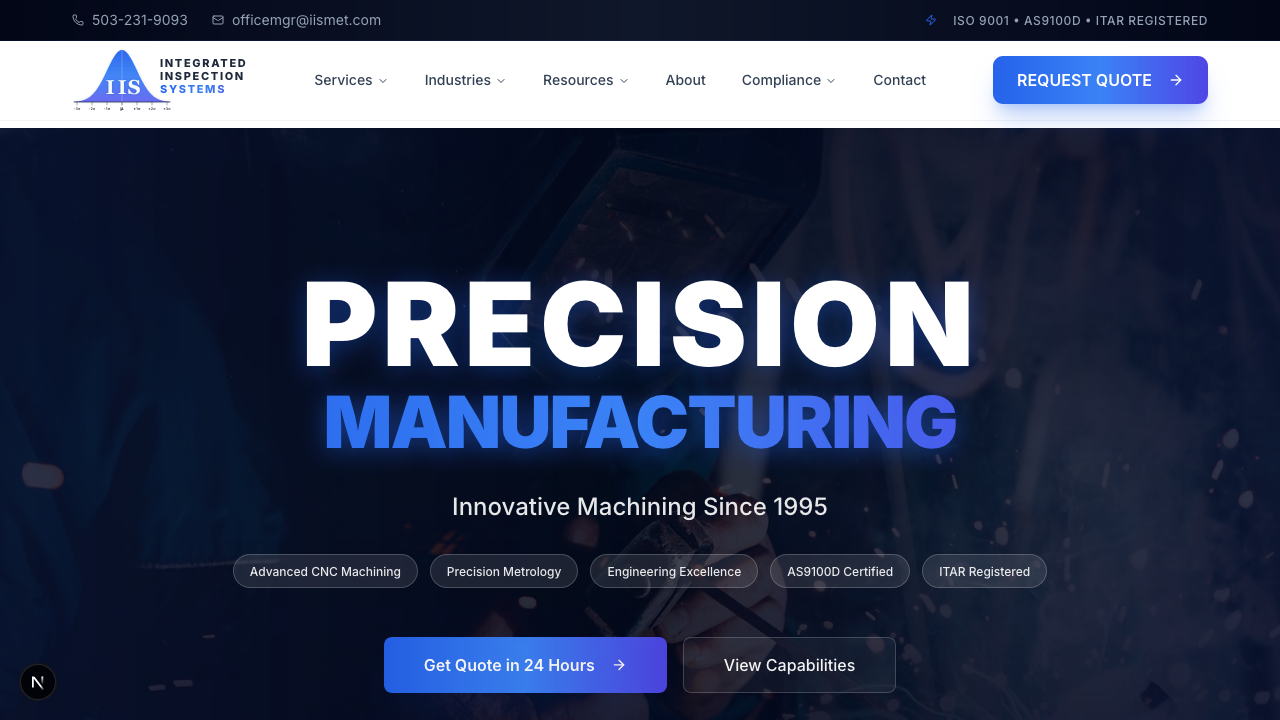 503-231-9093
officemgr@iismet.com
ISO 9001 • AS9100D • ITAR REGISTERED
IIS
INTEGRATED
INSPECTION
SYSTEMS
Services
Industries
Resources
About
Compliance
Contact
REQUEST QUOTE
PRECISION
MANUFACTURING
Innovative Machining Since 1995
Advanced CNC Machining
Precision Metrology
Engineering Excellence
AS9100D Certified
ITAR Registered
Get Quote in 24 Hours
View Capabilities
N